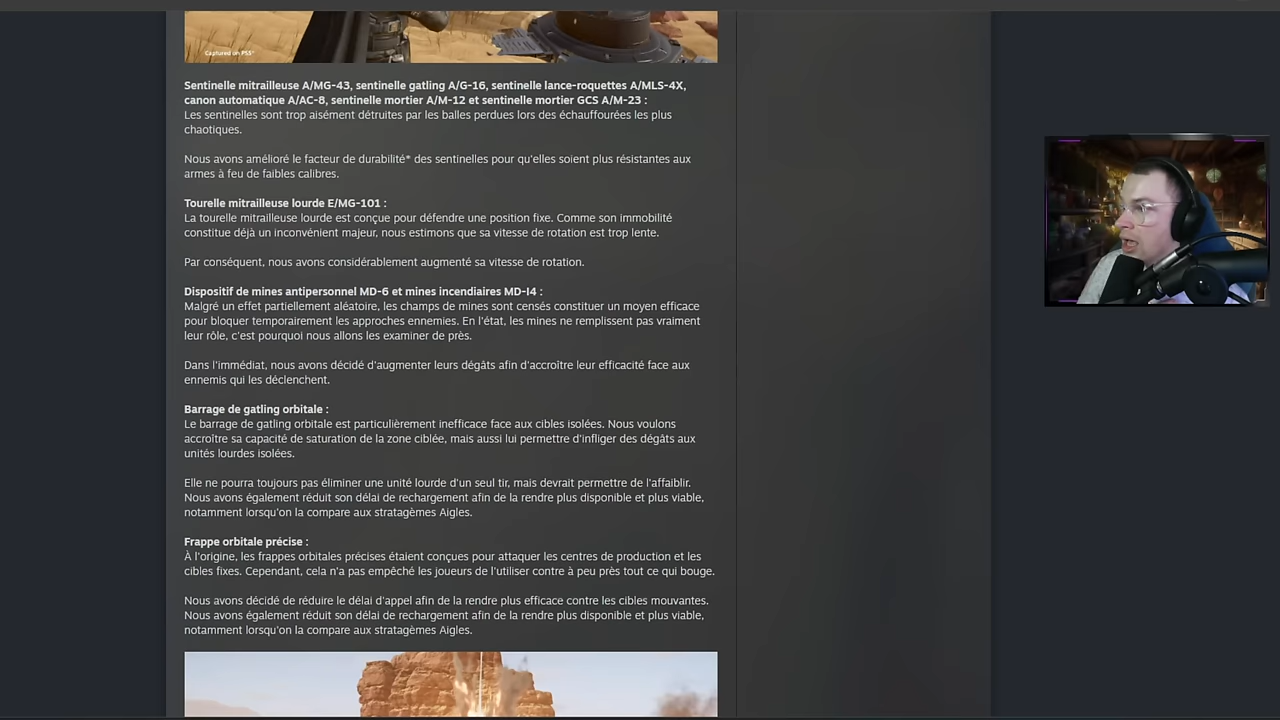 Captured on PS5™
Sentinelle mitrailleuse A/MG-43, sentinelle gatling A/G-16, sentinelle lance-roquettes A/MLS-4X,
canon automatique A/AC-8, sentinelle mortier A/M-12 et sentinelle mortier GCS A/M-23 :
Les sentinelles sont trop aisément détruites par les balles perdues lors des échauffourées les plus
chaotiques.
Nous avons amélioré le facteur de durabilité* des sentinelles pour qu'elles soient plus résistantes aux
armes à feu de faibles calibres.
Tourelle mitrailleuse lourde E/MG-101 :
La tourelle mitrailleuse lourde est conçue pour défendre une position fixe. Comme son immobilité
constitue déjà un inconvénient majeur, nous estimons que sa vitesse de rotation est trop lente.
Par conséquent, nous avons considérablement augmenté sa vitesse de rotation.
Dispositif de mines antipersonnel MD-6 et mines incendiaires MD-I4 :
Malgré un effet partiellement aléatoire, les champs de mines sont censés constituer un moyen efficace
pour bloquer temporairement les approches ennemies. En l'état, les mines ne remplissent pas vraiment
leur rôle, c'est pourquoi nous allons les examiner de près.
Dans l'immédiat, nous avons décidé d'augmenter leurs dégâts afin d'accroître leur efficacité face aux
ennemis qui les déclenchent.
Barrage de gatling orbitale :
Le barrage de gatling orbitale est particulièrement inefficace face aux cibles isolées. Nous voulons
accroître sa capacité de saturation de la zone ciblée, mais aussi lui permettre d'infliger des dégâts aux
unités lourdes isolées.
Elle ne pourra toujours pas éliminer une unité lourde d'un seul tir, mais devrait permettre de l'affaiblir.
Nous avons également réduit son délai de rechargement afin de la rendre plus disponible et plus viable,
notamment lorsqu'on la compare aux stratagèmes Aigles.
Frappe orbitale précise :
À l'origine, les frappes orbitales précises étaient conçues pour attaquer les centres de production et les
cibles fixes. Cependant, cela n'a pas empêché les joueurs de l'utiliser contre à peu près tout ce qui bouge.
Nous avons décidé de réduire le délai d'appel afin de la rendre plus efficace contre les cibles mouvantes.
Nous avons également réduit son délai de rechargement afin de la rendre plus disponible et plus viable,
notamment lorsqu'on la compare aux stratagèmes Aigles.